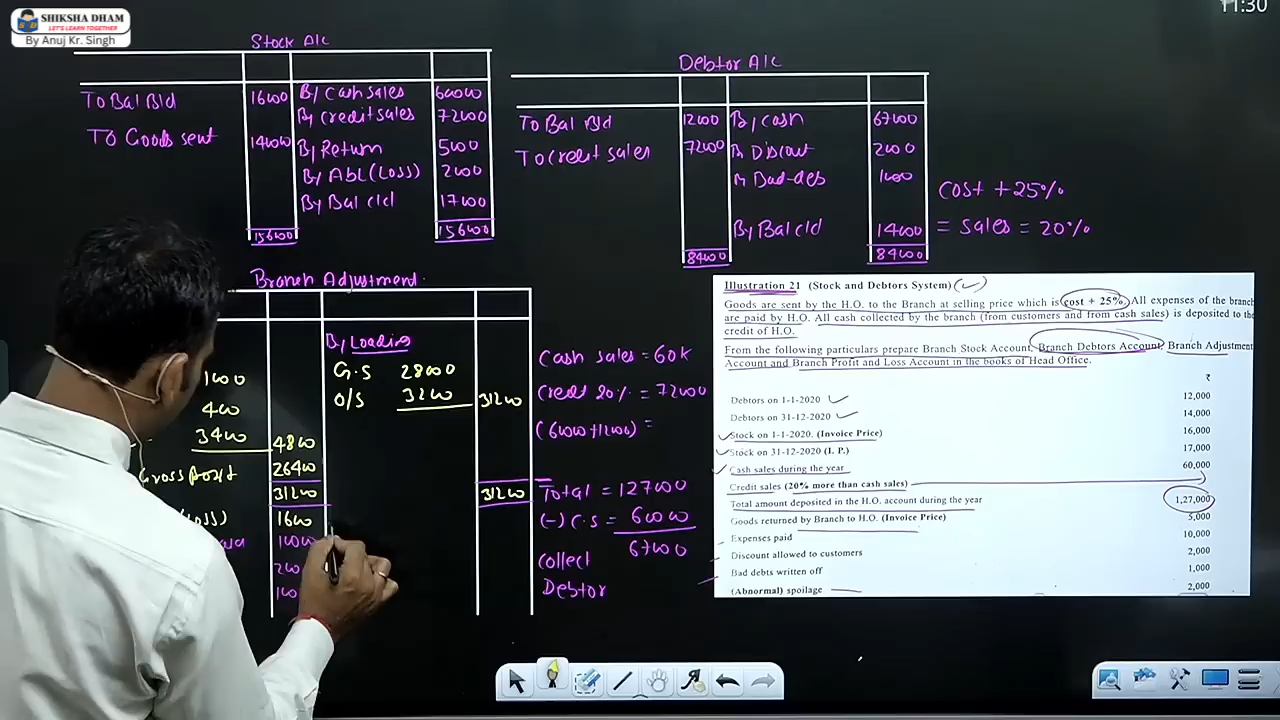 SHIKSHA DHAM
LET'S LEARN TOGETHER
By Anuj Kr. Singh
11:30
Stock A/c
To Bal B/d 16000 By Cash sales 60000
By credit sales 72000
To Goods sent 140000 By Return 5000
By Abl (Loss) 2000
By Bal c/d 17000
156000 156000
Debtor A/c
To Bal B/d 12000 By cash 67000
To credit sales 72000 By Discout 2000
By Bad-deb 1000
By Bal c/d 14000
84000 84000
cost + 25%
= sales = 20%
Branch Adjustment
By Loading
1000 G.S 28000
400 O/S 3200 31200
3400 4800
Gross profit 26400
31200 31200
1600
10000
Cash sales = 60k
Credit 20% = 72000
(60000+12000) =
Total = 127000
(-) C.S = 60000
67000
Collect
Debtor
Illustration 21 (Stock and Debtors System)
Goods are sent by the H.O. to the Branch at selling price which is cost + 25%. All expenses of the branch
are paid by H.O. All cash collected by the branch (from customers and from cash sales) is deposited to the
credit of H.O.
From the following particulars prepare Branch Stock Account, Branch Debtors Account, Branch Adjustment
Account and Branch Profit and Loss Account in the books of Head Office.
₹
Debtors on 1-1-2020 12,000
Debtors on 31-12-2020 14,000
Stock on 1-1-2020. (Invoice Price) 16,000
Stock on 31-12-2020 (I. P.) 17,000
Cash sales during the year 60,000
Credit sales (20% more than cash sales)
Total amount deposited in the H.O. account during the year 1,27,000
Goods returned by Branch to H.O. (Invoice Price) 5,000
Expenses paid 10,000
Discount allowed to customers 2,000
Bad debts written off 1,000
(Abnormal) spoilage 2,000